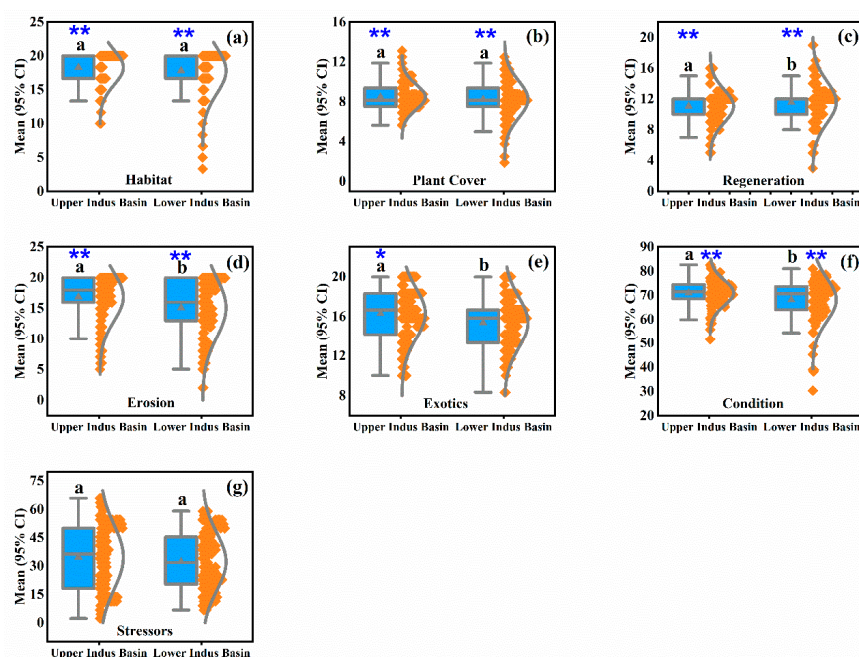 25
20
15
10
5
0
Mean (95% CI)
** **
a a
(a)
Habitat
Upper Indus Basin Lower Indus Basin
16
12
8
4
0
Mean (95% CI)
** **
a a
(b)
Plant Cover
Upper Indus Basin Lower Indus Basin
20
16
12
8
4
0
Mean (95% CI)
** **
a b
(c)
Regeneration
Upper Indus Basin Lower Indus Basin
25
20
15
10
5
0
Mean (95% CI)
** **
a b
(d)
Erosion
Upper Indus Basin Lower Indus Basin
20
16
12
8
Mean (95% CI)
*
a b
(e)
Exotics
Upper Indus Basin Lower Indus Basin
90
80
70
60
50
40
30
20
Mean (95% CI)
a ** b **
(f)
Condition
Upper Indus Basin Lower Indus Basin
75
60
45
30
15
0
Mean (95% CI)
a a
(g)
Stressors
Upper Indus Basin Lower Indus Basin